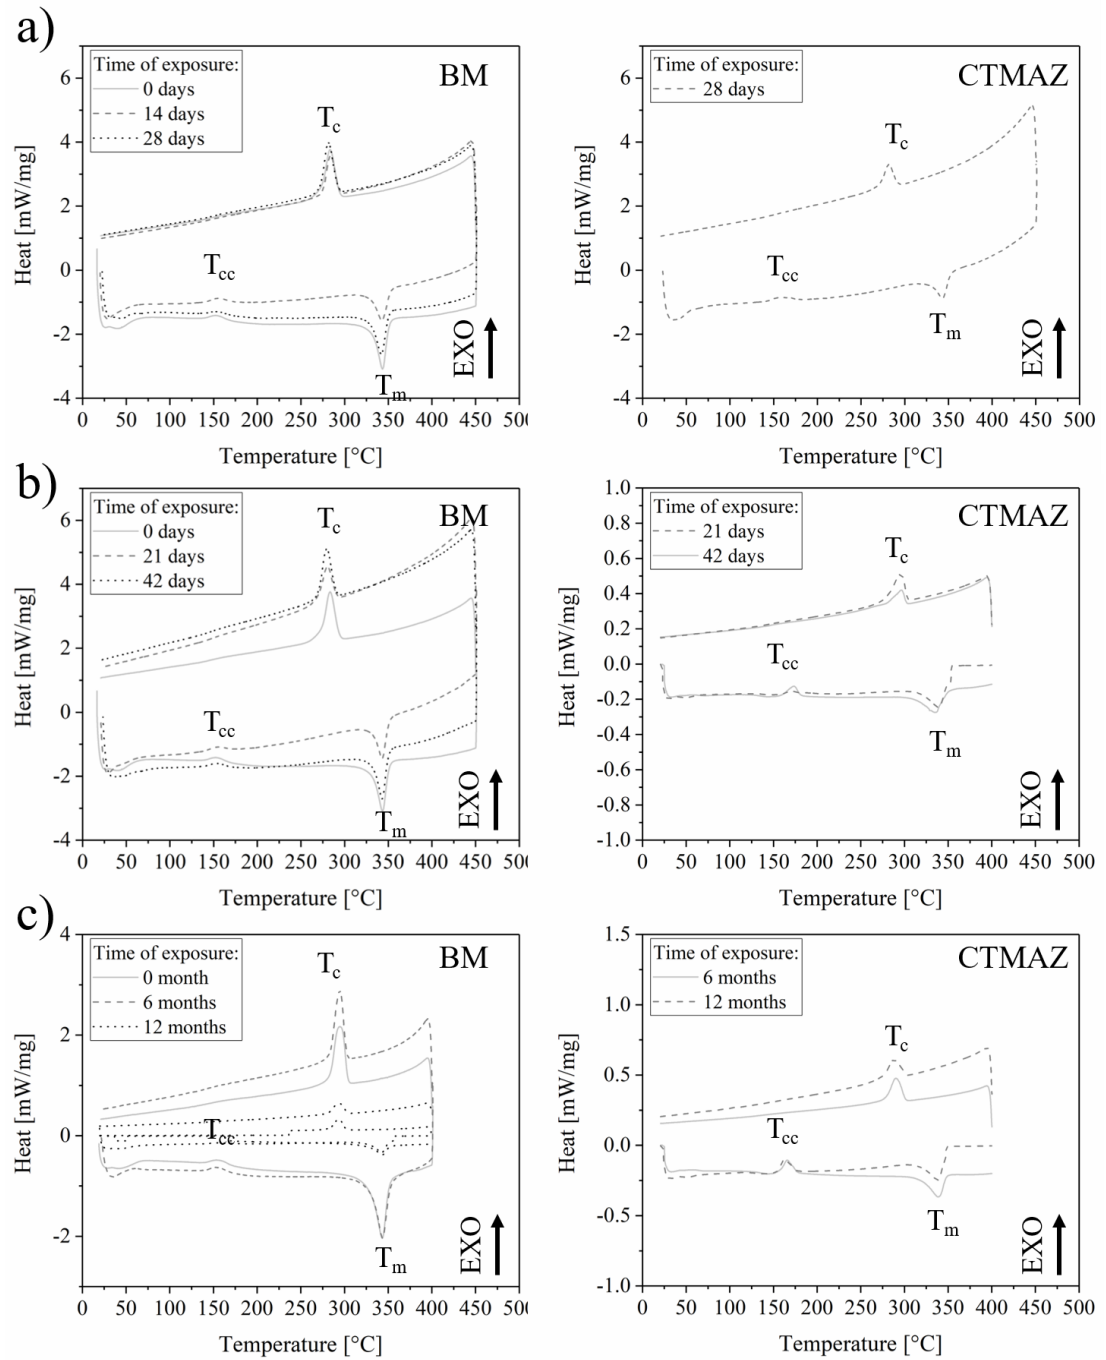 a)
Time of exposure:
0 days
14 days
28 days
BM
Tc
Tcc
Tm
EXO
Heat [mW/mg]
6
4
2
0
-2
-4
0 50 100 150 200 250 300 350 400 450 500
Temperature [°C]
Time of exposure:
28 days
CTMAZ
Tc
Tcc
Tm
EXO
Heat [mW/mg]
6
4
2
0
-2
-4
0 50 100 150 200 250 300 350 400 450 500
Temperature [°C]
b)
Time of exposure:
0 days
21 days
42 days
BM
Tc
Tcc
Tm
EXO
Heat [mW/mg]
6
4
2
0
-2
-4
0 50 100 150 200 250 300 350 400 450 500
Temperature [°C]
Time of exposure:
21 days
42 days
CTMAZ
Tc
Tcc
Tm
EXO
Heat [mW/mg]
1.0
0.8
0.6
0.4
0.2
0.0
-0.2
-0.4
-0.6
-0.8
-1.0
0 50 100 150 200 250 300 350 400 450 500
Temperature [°C]
c)
Time of exposure:
0 month
6 months
12 months
BM
Tc
Tcc
Tm
EXO
Heat [mW/mg]
4
2
0
-2
0 50 100 150 200 250 300 350 400 450 500
Temperature [°C]
Time of exposure:
6 months
12 months
CTMAZ
Tc
Tcc
Tm
EXO
Heat [mW/mg]
1.5
1.0
0.5
0.0
-0.5
-1.0
0 50 100 150 200 250 300 350 400 450 500
Temperature [°C]